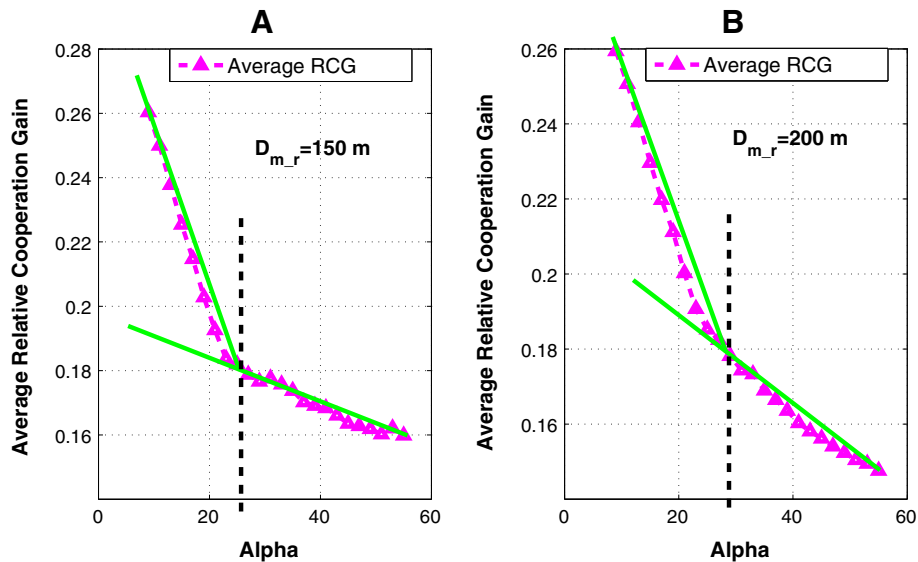 A
Average RCG
D_m_r=150 m
Average Relative Cooperation Gain
0.28
0.26
0.24
0.22
0.2
0.18
0.16
0
20
40
60
Alpha
B
Average RCG
D_m_r=200 m
Average Relative Cooperation Gain
0.26
0.24
0.22
0.2
0.18
0.16
0
20
40
60
Alpha